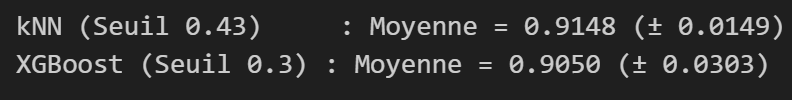 kNN (Seuil 0.43)     : Moyenne = 0.9148 (± 0.0149)
XGBoost (Seuil 0.3) : Moyenne = 0.9050 (± 0.0303)